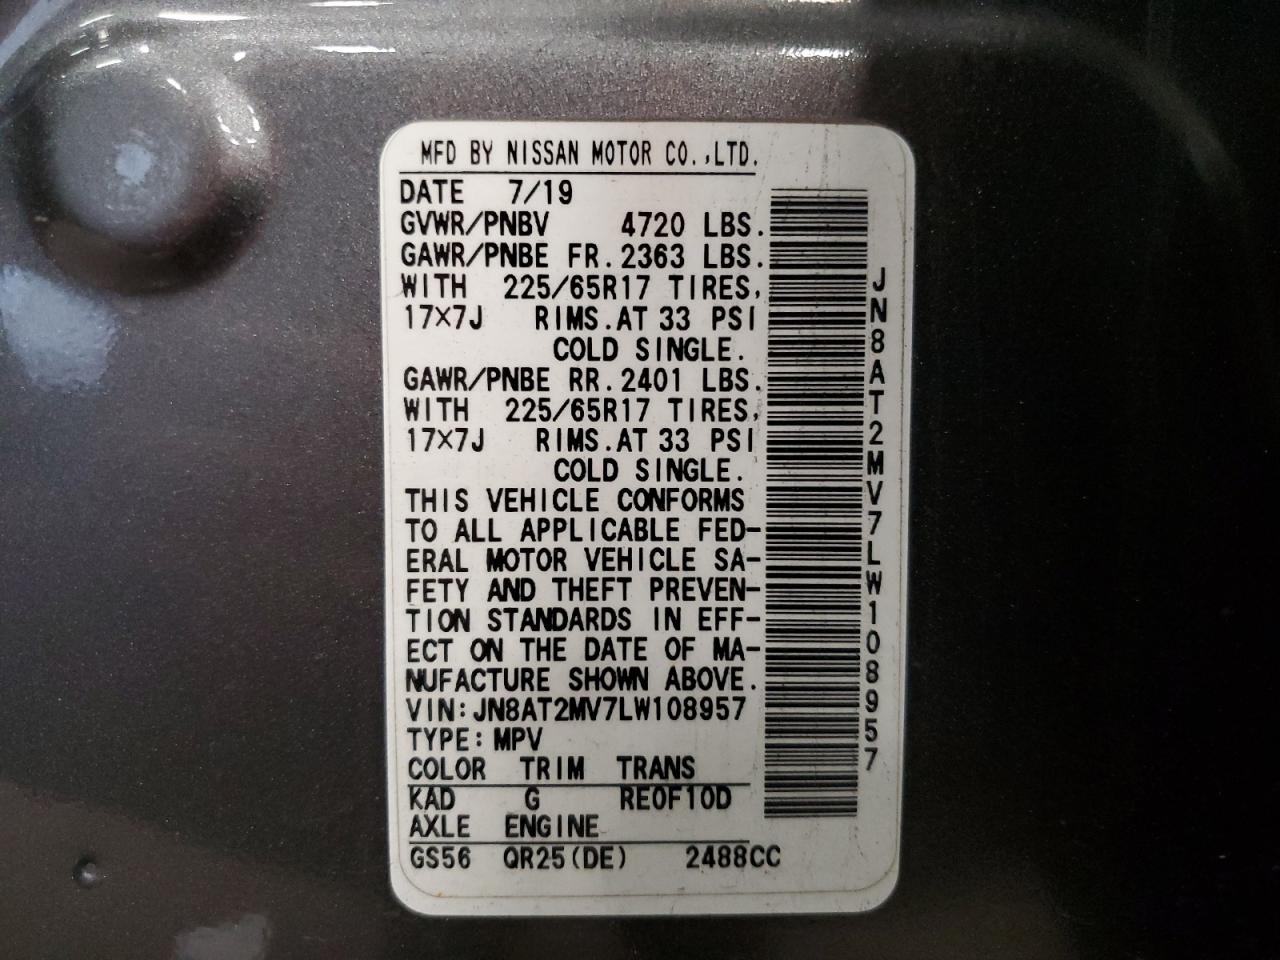 MFD BY NISSAN MOTOR CO.,LTD.
DATE 7/19
GVWR/PNBV 4720 LBS.
GAWR/PNBE FR.2363 LBS.
WITH 225/65R17 TIRES,
17×7J RIMS.AT 33 PSI
COLD SINGLE.
GAWR/PNBE RR.2401 LBS.
WITH 225/65R17 TIRES,
17×7J RIMS.AT 33 PSI
COLD SINGLE.
THIS VEHICLE CONFORMS
TO ALL APPLICABLE FED-
ERAL MOTOR VEHICLE SA-
FETY AND THEFT PREVEN-
TION STANDARDS IN EFF-
ECT ON THE DATE OF MA-
NUFACTURE SHOWN ABOVE.
VIN:JN8AT2MV7LW108957
TYPE:MPV
COLOR TRIM TRANS
KAD G RE0F10D
AXLE ENGINE
GS56 QR25(DE) 2488CC
JN8AT2MV7LW108957